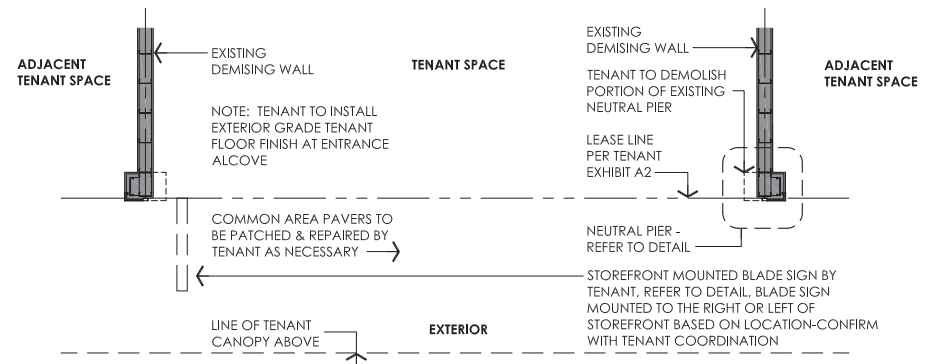 ADJACENT
TENANT SPACE
EXISTING
DEMISING WALL
NOTE:  TENANT TO INSTALL
EXTERIOR GRADE TENANT
FLOOR FINISH AT ENTRANCE
ALCOVE
TENANT SPACE
EXISTING
DEMISING WALL
TENANT TO DEMOLISH
PORTION OF EXISTING
NEUTRAL PIER
LEASE LINE
PER TENANT
EXHIBIT A2
ADJACENT
TENANT SPACE
COMMON AREA PAVERS TO
BE PATCHED & REPAIRED BY
TENANT AS NECESSARY
NEUTRAL PIER -
REFER TO DETAIL
STOREFRONT MOUNTED BLADE SIGN BY
TENANT, REFER TO DETAIL, BLADE SIGN
MOUNTED TO THE RIGHT OR LEFT OF
STOREFRONT BASED ON LOCATION-CONFIRM
WITH TENANT COORDINATION
LINE OF TENANT
CANOPY ABOVE
EXTERIOR